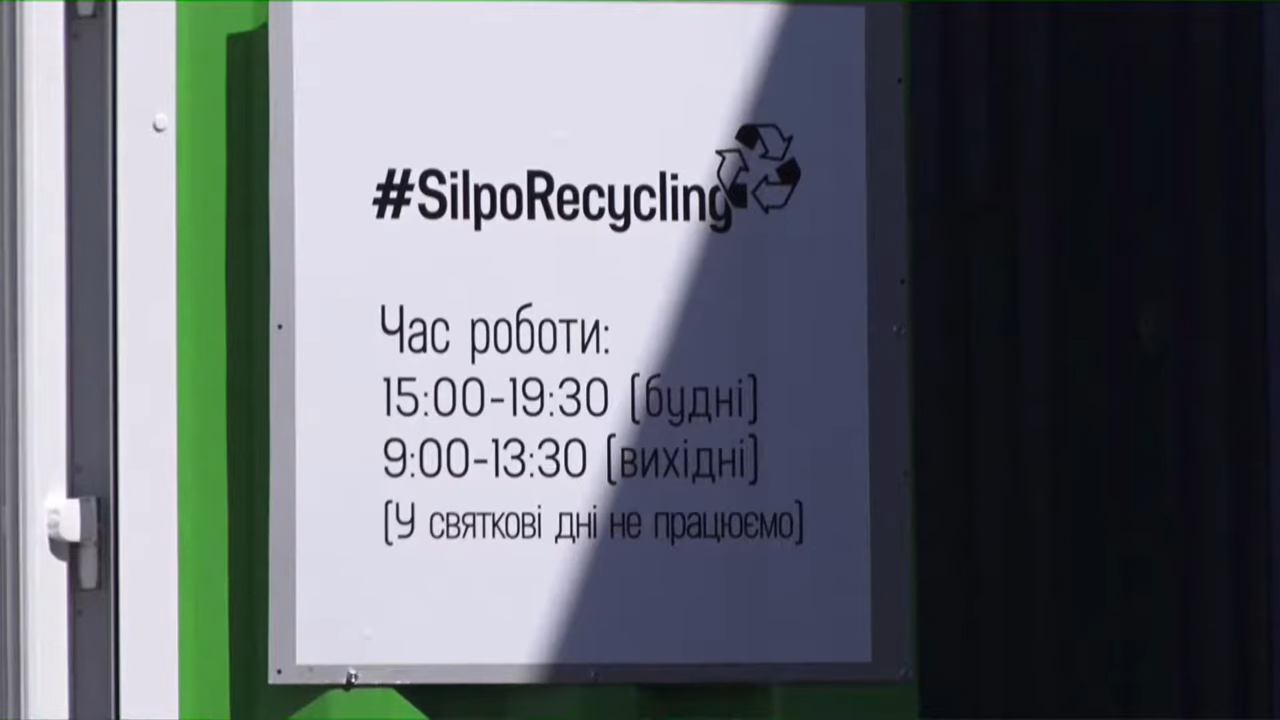 #SilpoRecycling
Час роботи:
15:00-19:30 (будні)
9:00-13:30 (вихідні)
(У святкові дні не працюємо)